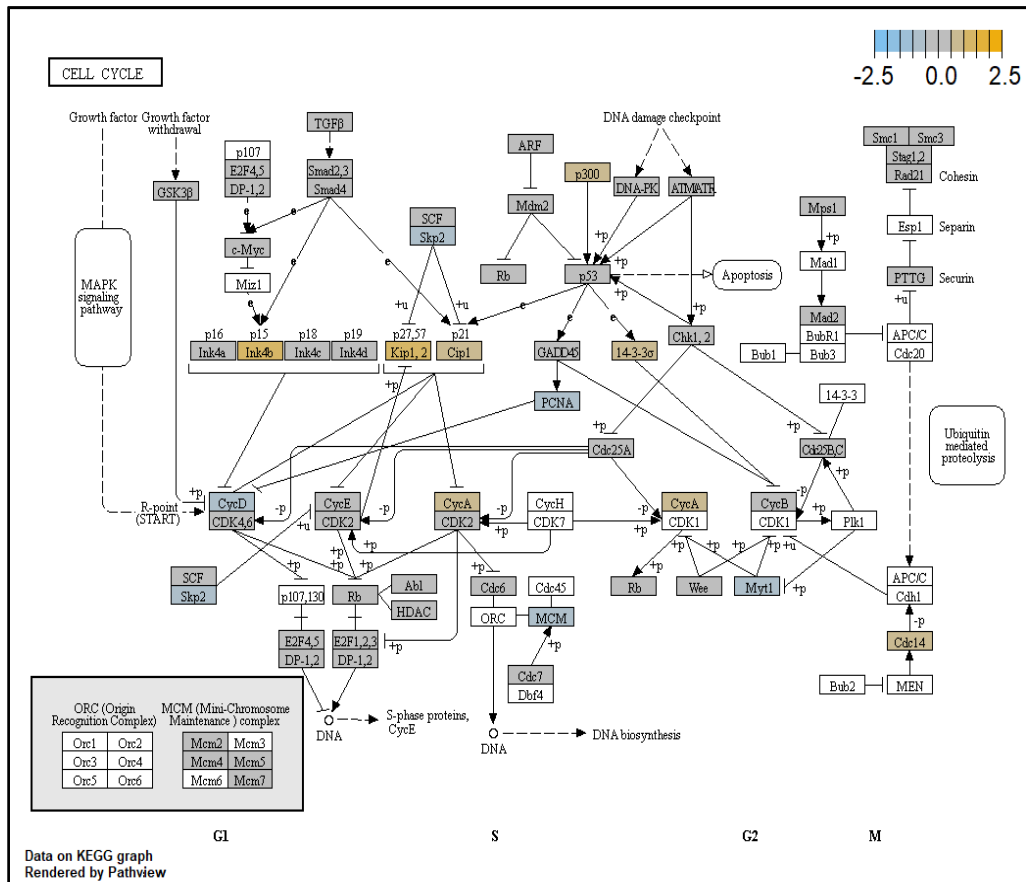 -2.5 0.0 2.5
CELL CYCLE
Growth factor
Growth factor
withdrawal
TGFβ
DNA damage checkpoint
Smc1 Smc3
Stag1,2
Rad21
Cohesin
p107
E2F4,5
DP-1,2
Smad2,3
Smad4
ARF
p300
DNA-PK
ATM/ATR
GSK3β
Mdm2
Mps1
+p
Esp1
Separin
e
e
e
e
SCF
Skp2
c-Myc
Miz1
Rb
p53
+p
+p
+p
Apoptosis
Mad1
PTTG
Securin
MAPK
signaling
pathway
e
+u
+u
e
e
e
+p
+p
+u
Mad2
BubR1
Bub3
Bub1
APC/C
Cdc20
p16
Ink4a
p15
Ink4b
p18
Ink4c
p19
Ink4d
p27,57
Kip1, 2
p21
Cip1
GADD45
14-3-3σ
Chk1, 2
+p
PCNA
14-3-3
Ubiquitin
mediated
proteolysis
+p
+p
Cdc25A
Cdc25B,C
R-point
(START)
+p
CycD
CDK4,6
-p
CycE
CDK2
-p
CycA
CDK2
-p
+p
CycH
CDK7
-p
+p
CycA
CDK1
CycB
CDK1
-p
+p
+p
Plk1
+u
+p
+p
+p
+p
+p
+p
+p
+p
+u
+p
SCF
Skp2
p107,130
Rb
Abl
HDAC
Cdc6
Cdc45
ORC
MCM
Rb
Wee
Myt1
APC/C
Cdh1
E2F4,5
DP-1,2
E2F1,2,3
DP-1,2
+p
+p
-p
Cdc7
Dbf4
Cdc14
Bub2
MEN
DNA
S-phase proteins,
CycE
DNA
DNA biosynthesis
ORC (Origin
Recognition Complex)
Orc1 Orc2
Orc3 Orc4
Orc5 Orc6
MCM (Mini-Chromosome
Maintenance ) complex
Mcm2 Mcm3
Mcm4 Mcm5
Mcm6 Mcm7
G1 S G2 M
Data on KEGG graph
Rendered by Pathview